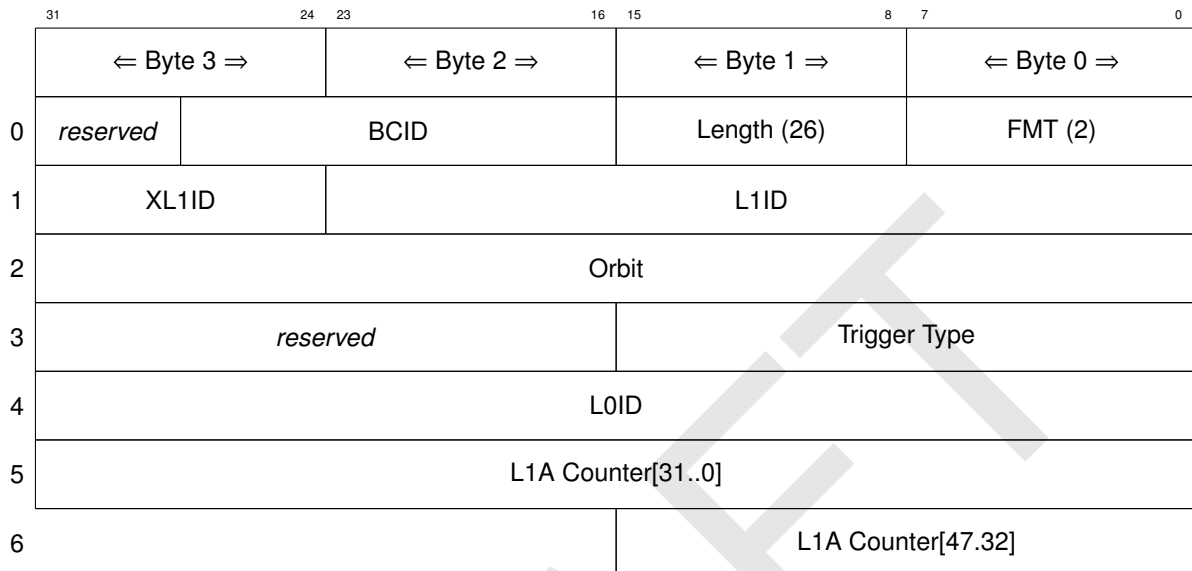 31 24 23 16 15 8 7 0
⇐ Byte 3 ⇒ ⇐ Byte 2 ⇒ ⇐ Byte 1 ⇒ ⇐ Byte 0 ⇒
0 reserved BCID Length (26) FMT (2)
1 XL1ID L1ID
2 Orbit
3 reserved Trigger Type
4 L0ID
5 L1A Counter[31..0]
6 L1A Counter[47.32]